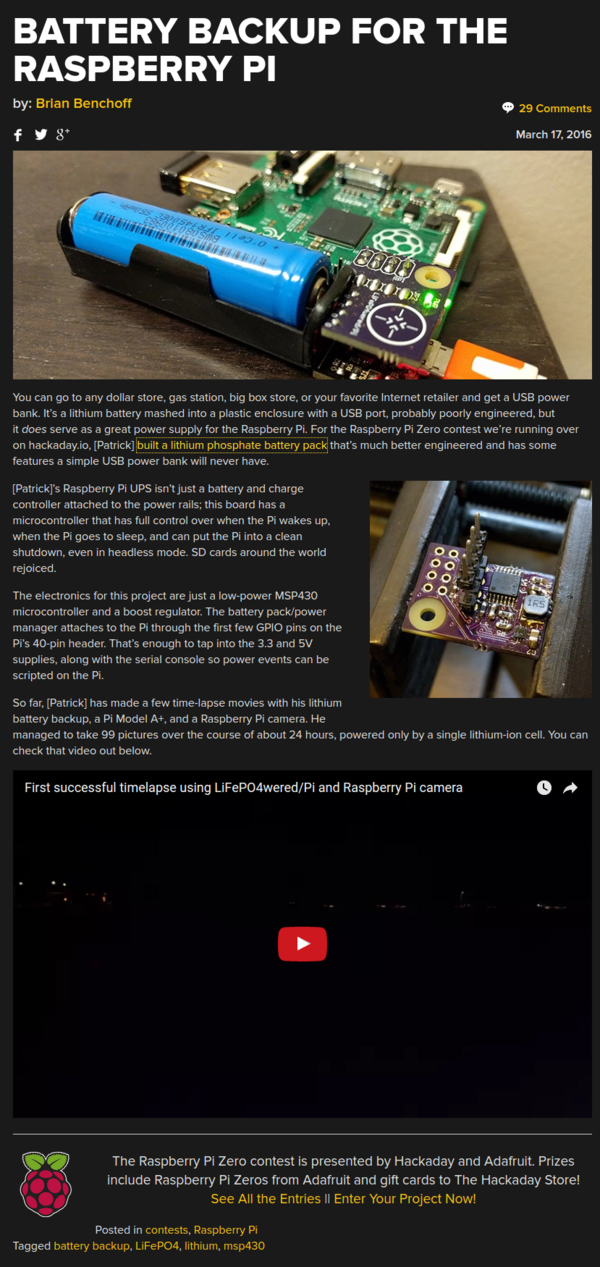 BATTERY BACKUP FOR THE
RASPBERRY PI
by: Brian Benchoff
29 Comments
March 17, 2016
You can go to any dollar store, gas station, big box store, or your favorite Internet retailer and get a USB power
bank. It's a lithium battery mashed into a plastic enclosure with a USB port, probably poorly engineered, but
it does serve as a great power supply for the Raspberry Pi. For the Raspberry Pi Zero contest we're running over
on hackaday.io, [Patrick] built a lithium phosphate battery pack that's much better engineered and has some
features a simple USB power bank will never have.
[Patrick]'s Raspberry Pi UPS isn't just a battery and charge
controller attached to the power rails; this board has a
microcontroller that has full control over when the Pi wakes up,
when the Pi goes to sleep, and can put the Pi into a clean
shutdown, even in headless mode. SD cards around the world
rejoiced.
The electronics for this project are just a low-power MSP430
microcontroller and a boost regulator. The battery pack/power
manager attaches to the Pi through the first few GPIO pins on the
Pi's 40-pin header. That's enough to tap into the 3.3 and 5V
supplies, along with the serial console so power events can be
scripted on the Pi.
1R5
So far, [Patrick] has made a few time-lapse movies with his lithium
battery backup, a Pi Model A+, and a Raspberry Pi camera. He
managed to take 99 pictures over the course of about 24 hours, powered only by a single lithium-ion cell. You can
check that video out below.
First successful timelapse using LiFePO4wered/Pi and Raspberry Pi camera
The Raspberry Pi Zero contest is presented by Hackaday and Adafruit. Prizes
include Raspberry Pi Zeros from Adafruit and gift cards to The Hackaday Store!
See All the Entries || Enter Your Project Now!
Posted in contests, Raspberry Pi
Tagged battery backup, LiFePO4, lithium, msp430